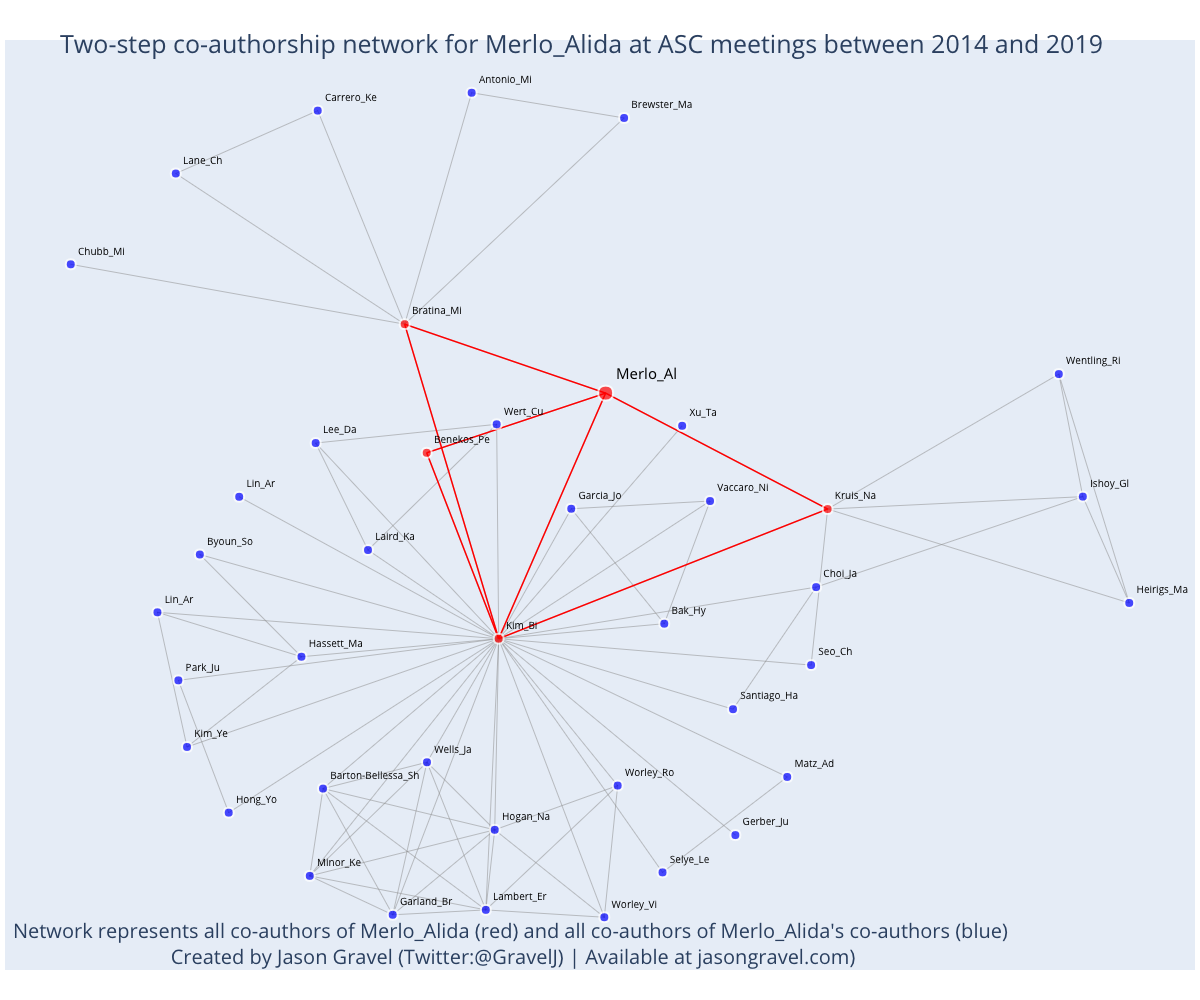 Two-step co-authorship network for Merlo_Alida at ASC meetings between 2014 and 2019
Antonio_Mi
Carrero_Ke
Brewster_Ma
Lane_Ch
Chubb_Mi
Bratina_Mi
Wentling_Ri
Merlo_Al
Wert_Cu
Xu_Ta
Lee_Da
Benekos_Pe
Lin_Ar
Ishoy_Gl
Vaccaro_Ni
Garcia_Jo
Kruis_Na
Laird_Ka
Byoun_So
Choi_Ja
Heirigs_Ma
Lin_Ar
Bak_Hy
Kim_Br
Hassett_Ma
Seo_Ch
Park_Ju
Santiago_Ha
Kim_Ye
Wells_Ja
Matz_Ad
Barton-Bellessa_Sh
Worley_Ro
Hong_Yo
Hogan_Na
Gerber_Ju
Minor_Ke
Selye_Le
Lambert_Er
Garland_Br
Worley_Vi
Network represents all co-authors of Merlo_Alida (red) and all co-authors of Merlo_Alida's co-authors (blue)
Created by Jason Gravel (Twitter:@GravelJ) | Available at jasongravel.com)